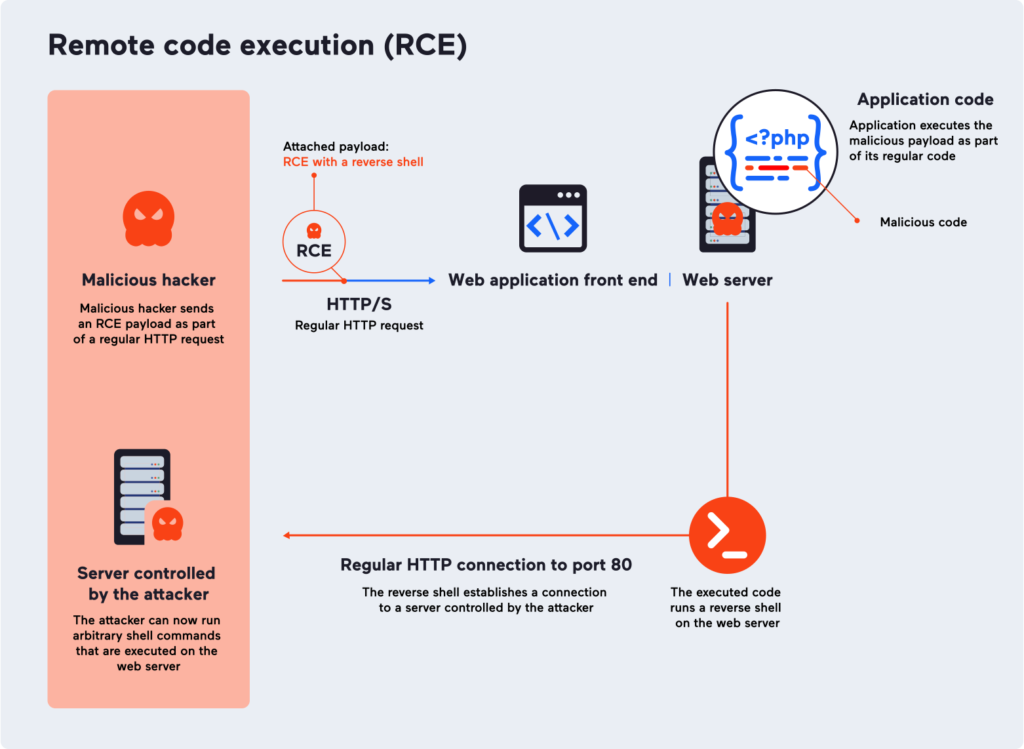 Remote code execution (RCE)
Attached payload:
RCE with a reverse shell
RCE
Malicious hacker
Malicious hacker sends
an RCE payload as part
of a regular HTTP request
HTTP/S
Regular HTTP request
</>
Web application front end | Web server
<?php
Application code
Application executes the
malicious payload as part
of its regular code
Malicious code
Server controlled
by the attacker
The attacker can now run
arbitrary shell commands
that are executed on the
web server
Regular HTTP connection to port 80
The reverse shell establishes a connection
to a server controlled by the attacker
The executed code
runs a reverse shell
on the web server